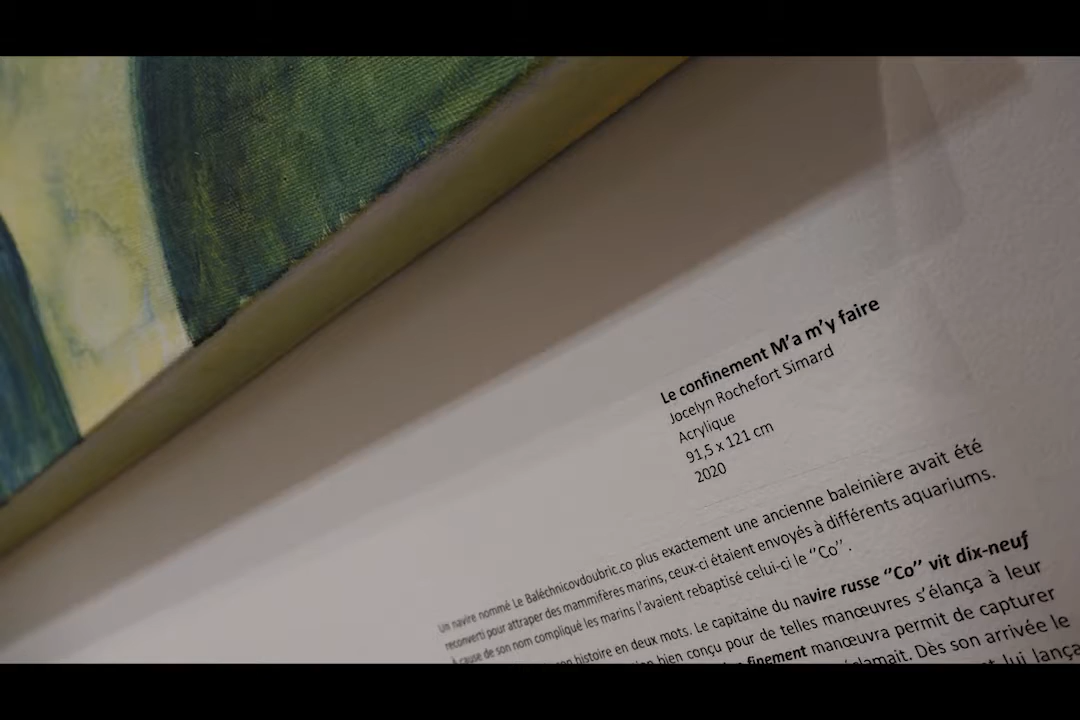 Le confinement M’a m’y faire
Jocelyn Rochefort Simard
Acrylique
91,5 x 121 cm
2020
Un navire nommé Le Baléchnicovdoubric.co plus exactement une ancienne baleinière avait été
reconverti pour attraper des mammifères marins, ceux-ci étaient envoyés à différents aquariums.
À cause de son nom compliqué les marins l’avaient rebaptisé celui-ci le ‘’Co’’ .
histoire en deux mots. Le capitaine du navire russe ‘’Co’’ vit dix-neuf
bien conçu pour de telles manœuvres s’élança à leur
finement manœuvra permit de capturer
Dès son arrivée le
lui lança